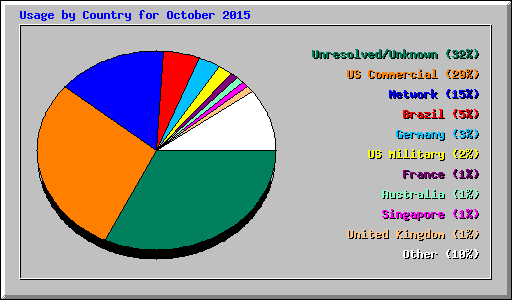 Usage by Country for October 2015
Unresolved/Unknown (32%)
US Commercial (29%)
Network (15%)
Brazil (5%)
Germany (3%)
US Military (2%)
France (1%)
Australia (1%)
Singapore (1%)
United Kingdom (1%)
Other (10%)